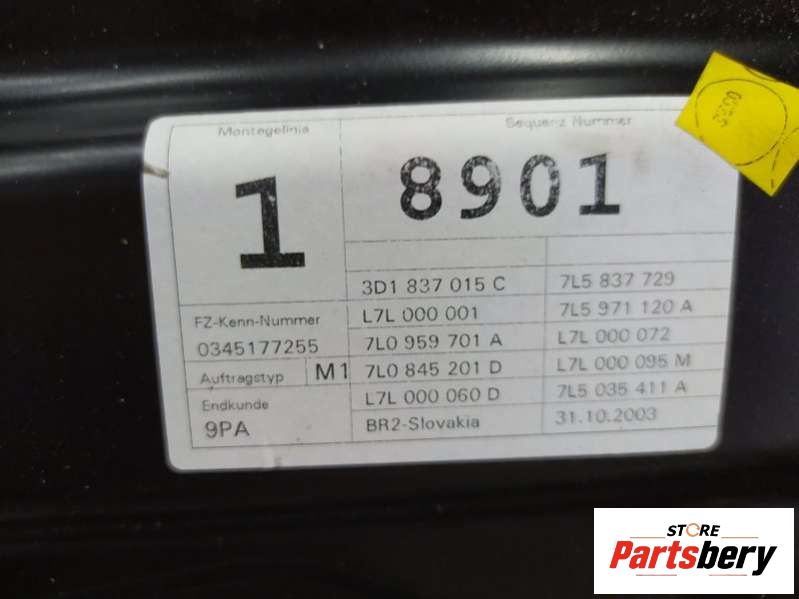 Montagelinia
Sequenz Nummer
1
8901
3D1 837 015 C
7L5 837 729
FZ-Kenn-Nummer
L7L 000 001
7L5 971 120 A
0345177255
7L0 959 701 A
L7L 000 072
Auftragstyp M1
7L0 845 201 D
L7L 000 095 M
Endkunde
L7L 000 060 D
7L5 035 411 A
9PA
BR2-Slovakia
31.10.2003
STORE
Partsbery